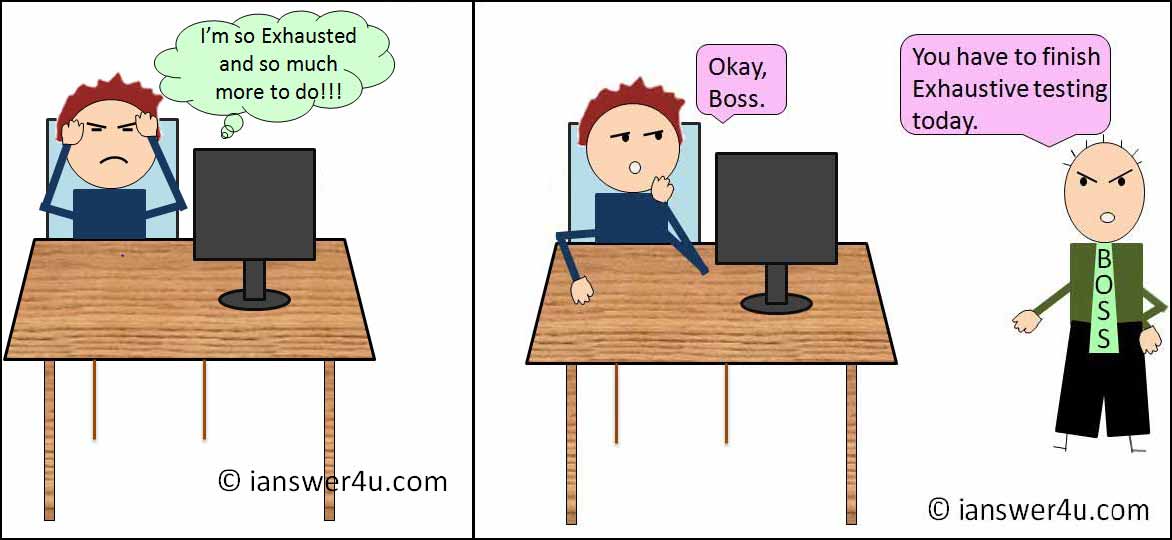 I'm so Exhausted
and so much
more to do!!!
© ianswer4u.com
Okay,
Boss.
You have to finish
Exhaustive testing
today.
B
O
S
S
© ianswer4u.com